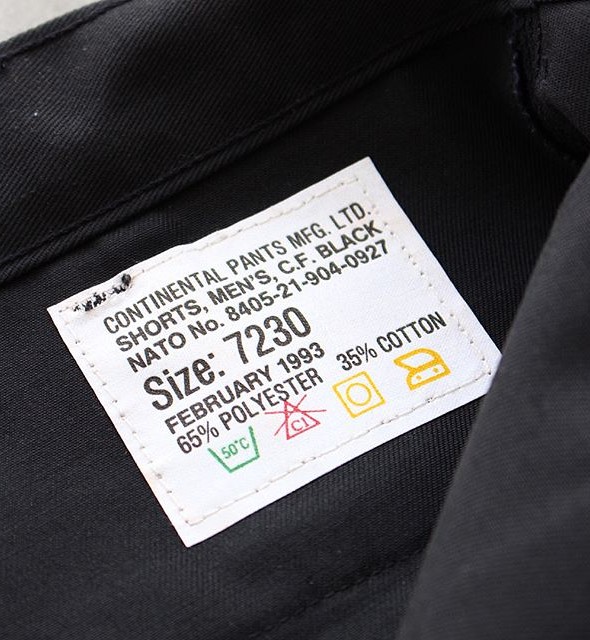 CONTINENTAL PANTS MFG. LTD.
SHORTS, MEN'S, C.F. BLACK
NATO No. 8405-21-904-0927
Size: 7230
FEBRUARY 1993
65% POLYESTER 35% COTTON
50°C Cl